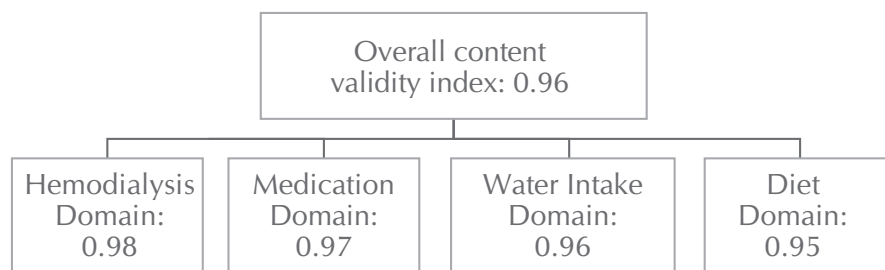 Overall content
validity index: 0.96
Hemodialysis
Domain:
0.98
Medication
Domain:
0.97
Water Intake
Domain:
0.96
Diet
Domain:
0.95